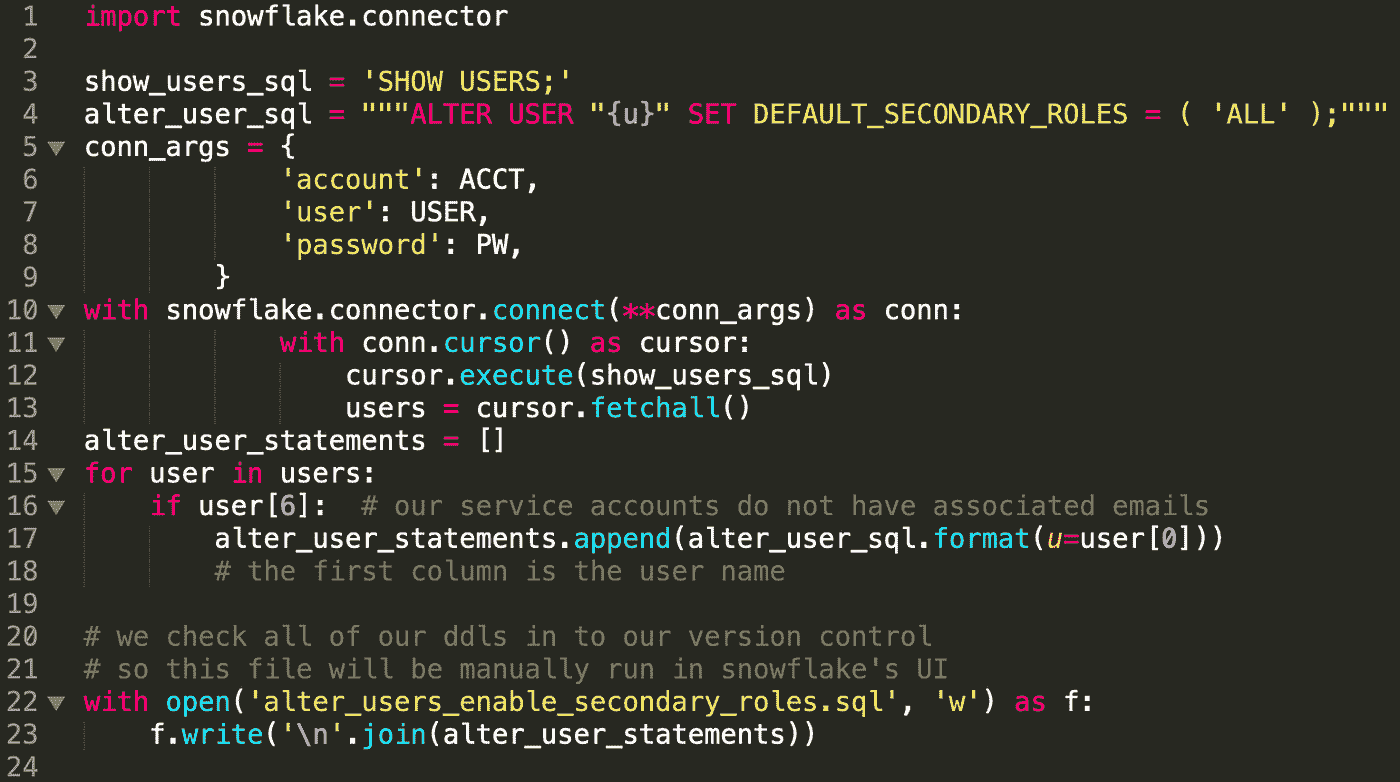 1 import snowflake.connector
2
3 show_users_sql = 'SHOW USERS;'
4 alter_user_sql = """ALTER USER "{u}" SET DEFAULT_SECONDARY_ROLES = ( 'ALL' );"""
5 conn_args = {
6             'account': ACCT,
7             'user': USER,
8             'password': PW,
9         }
10 with snowflake.connector.connect(**conn_args) as conn:
11             with conn.cursor() as cursor:
12                 cursor.execute(show_users_sql)
13                 users = cursor.fetchall()
14 alter_user_statements = []
15 for user in users:
16     if user[6]:  # our service accounts do not have associated emails
17         alter_user_statements.append(alter_user_sql.format(u=user[0]))
18         # the first column is the user name
19
20 # we check all of our ddls in to our version control
21 # so this file will be manually run in snowflake's UI
22 with open('alter_users_enable_secondary_roles.sql', 'w') as f:
23     f.write('\n'.join(alter_user_statements))
24